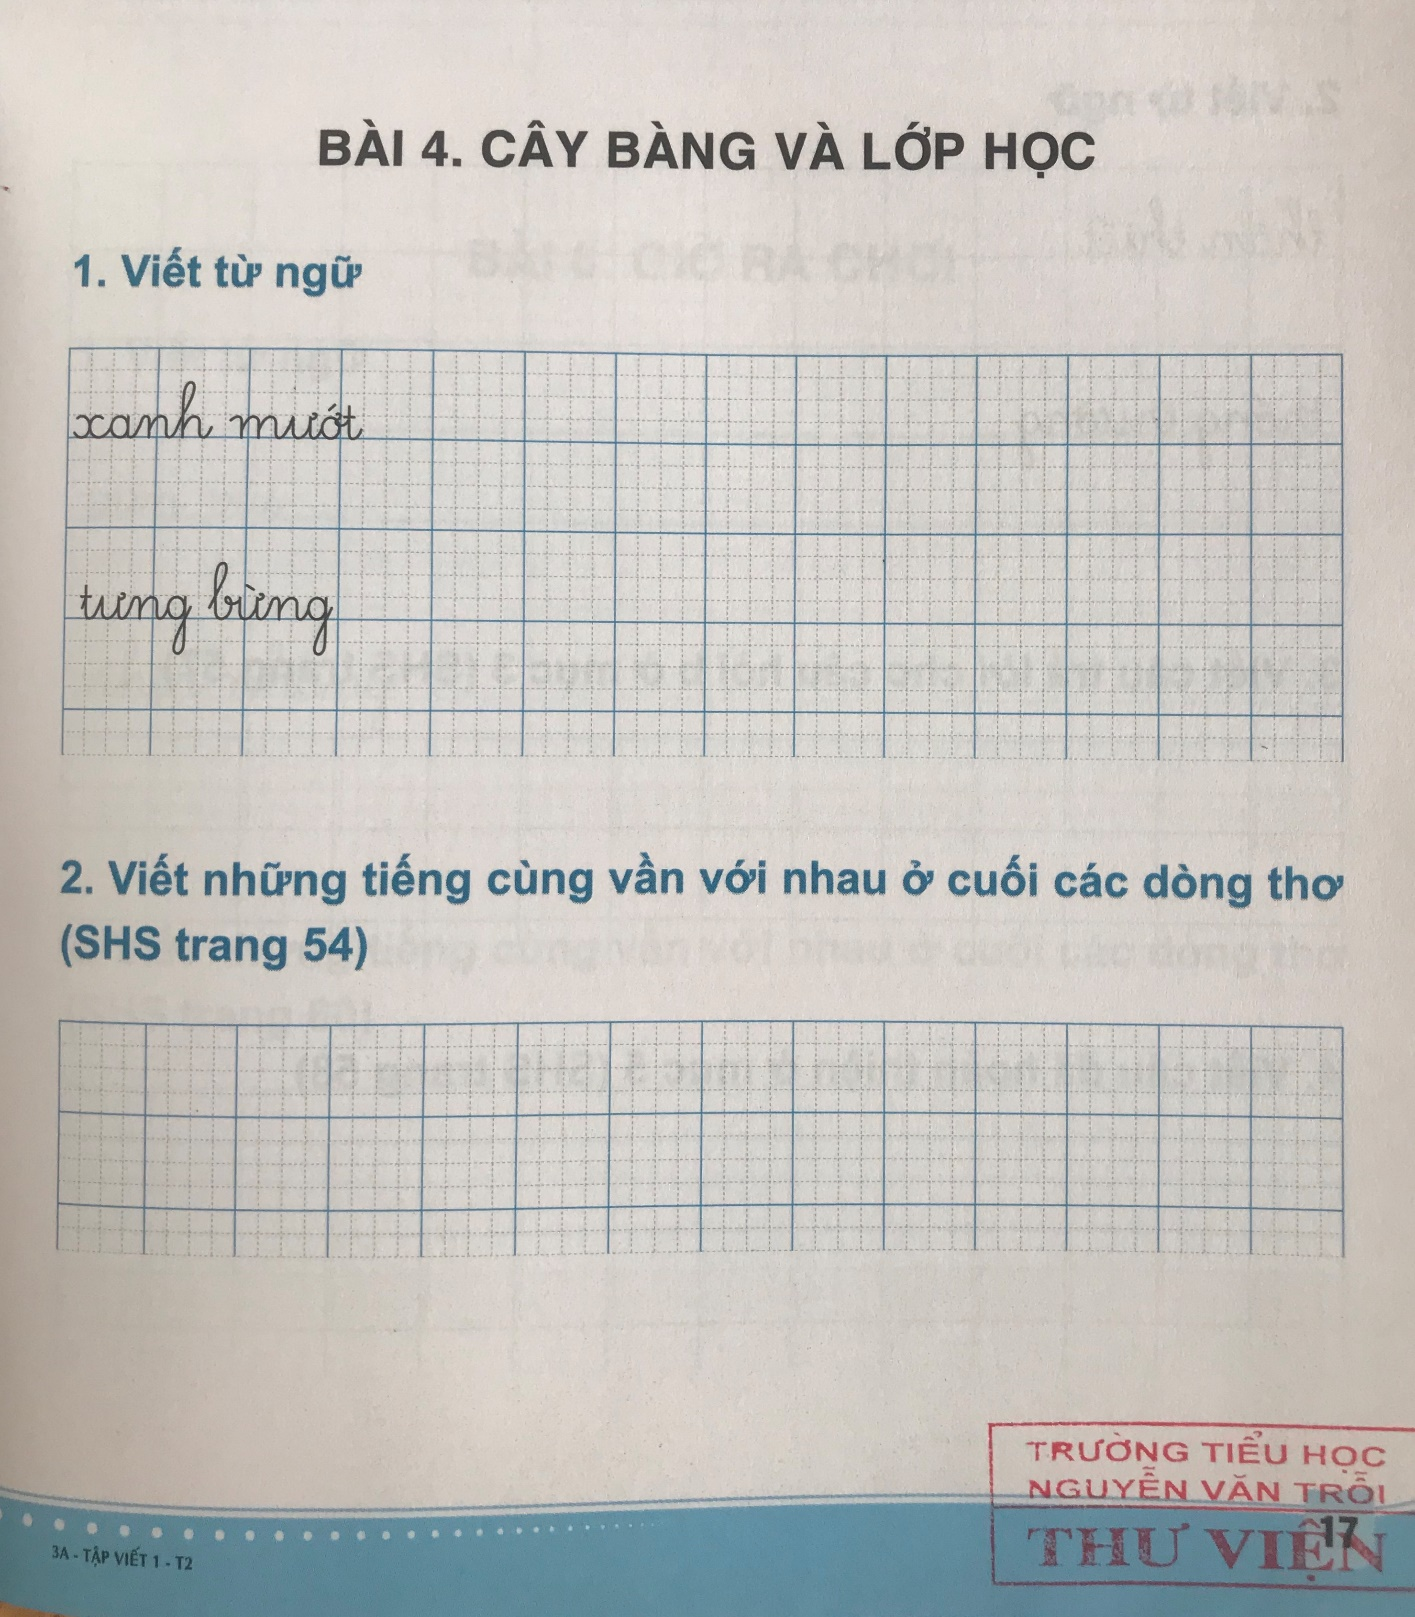 BÀI 4. CÂY BÀNG VÀ LỚP HỌC
1. Viết từ ngữ
xanh mướt
tưng bừng
2. Viết những tiếng cùng vần với nhau ở cuối các dòng thơ
(SHS trang 54)
TRƯỜNG TIỂU HỌC
NGUYỄN VĂN TRỖI
THƯ VIỆN
17
3A - TẬP VIẾT 1 - T2